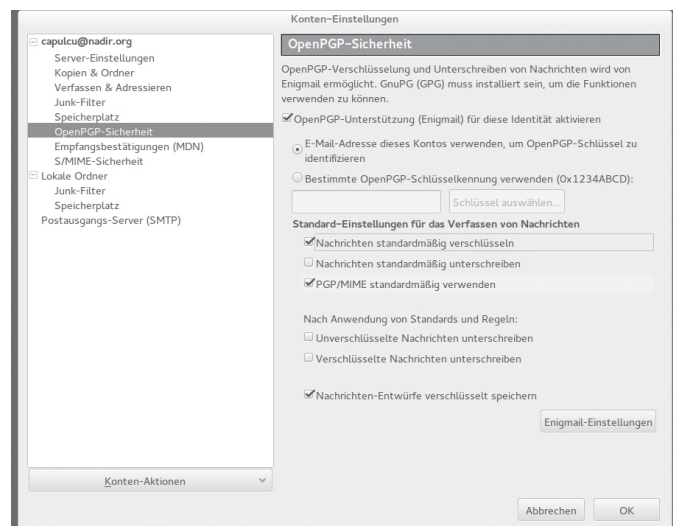 Konten-Einstellungen
capulcu@nadir.org
Server-Einstellungen
Kopien & Ordner
Verfassen & Adressieren
Junk-Filter
Speicherplatz
OpenPGP-Sicherheit
Empfangsbestätigungen (MDN)
S/MIME-Sicherheit
Lokale Ordner
Junk-Filter
Speicherplatz
Postausgangs-Server (SMTP)
Konten-Aktionen
OpenPGP-Sicherheit
OpenPGP-Verschlüsselung und Unterschreiben von Nachrichten wird von
Enigmail ermöglicht. GnuPG (GPG) muss installiert sein, um die Funktionen
verwenden zu können.
OpenPGP-Unterstützung (Enigmail) für diese Identität aktivieren
E-Mail-Adresse dieses Kontos verwenden, um OpenPGP-Schlüssel zu
identifizieren
Bestimmte OpenPGP-Schlüsselkennung verwenden (0x1234ABCD):
Schlüssel auswählen...
Standard-Einstellungen für das Verfassen von Nachrichten
Nachrichten standardmäßig verschlüsseln
Nachrichten standardmäßig unterschreiben
PGP/MIME standardmäßig verwenden
Nach Anwendung von Standards und Regeln:
Unverschlüsselte Nachrichten unterschreiben
Verschlüsselte Nachrichten unterschreiben
Nachrichten-Entwürfe verschlüsselt speichern
Enigmail-Einstellungen
Abbrechen
OK